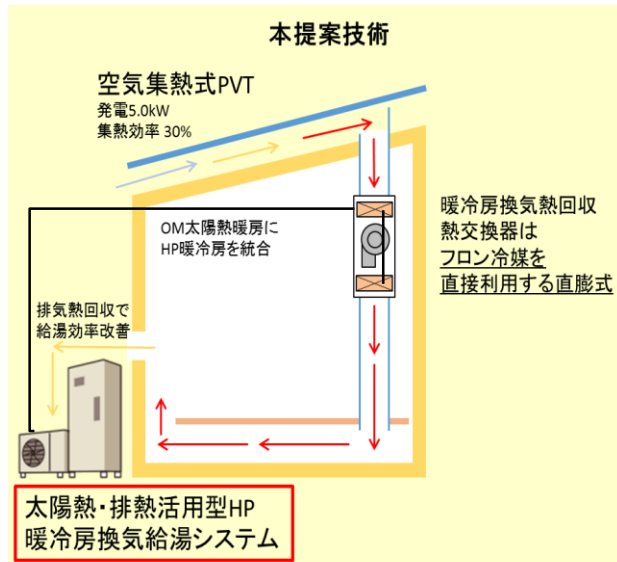 本提案技術
空気集熱式PVT
発電5.0kW
集熱効率 30%
OM太陽熱暖房に
HP暖冷房を統合
暖冷房換気熱回収
熱交換器は
フロン冷媒を
直接利用する直膨式
排気熱回収で
給湯効率改善
太陽熱・排熱活用型HP
暖冷房換気給湯システム